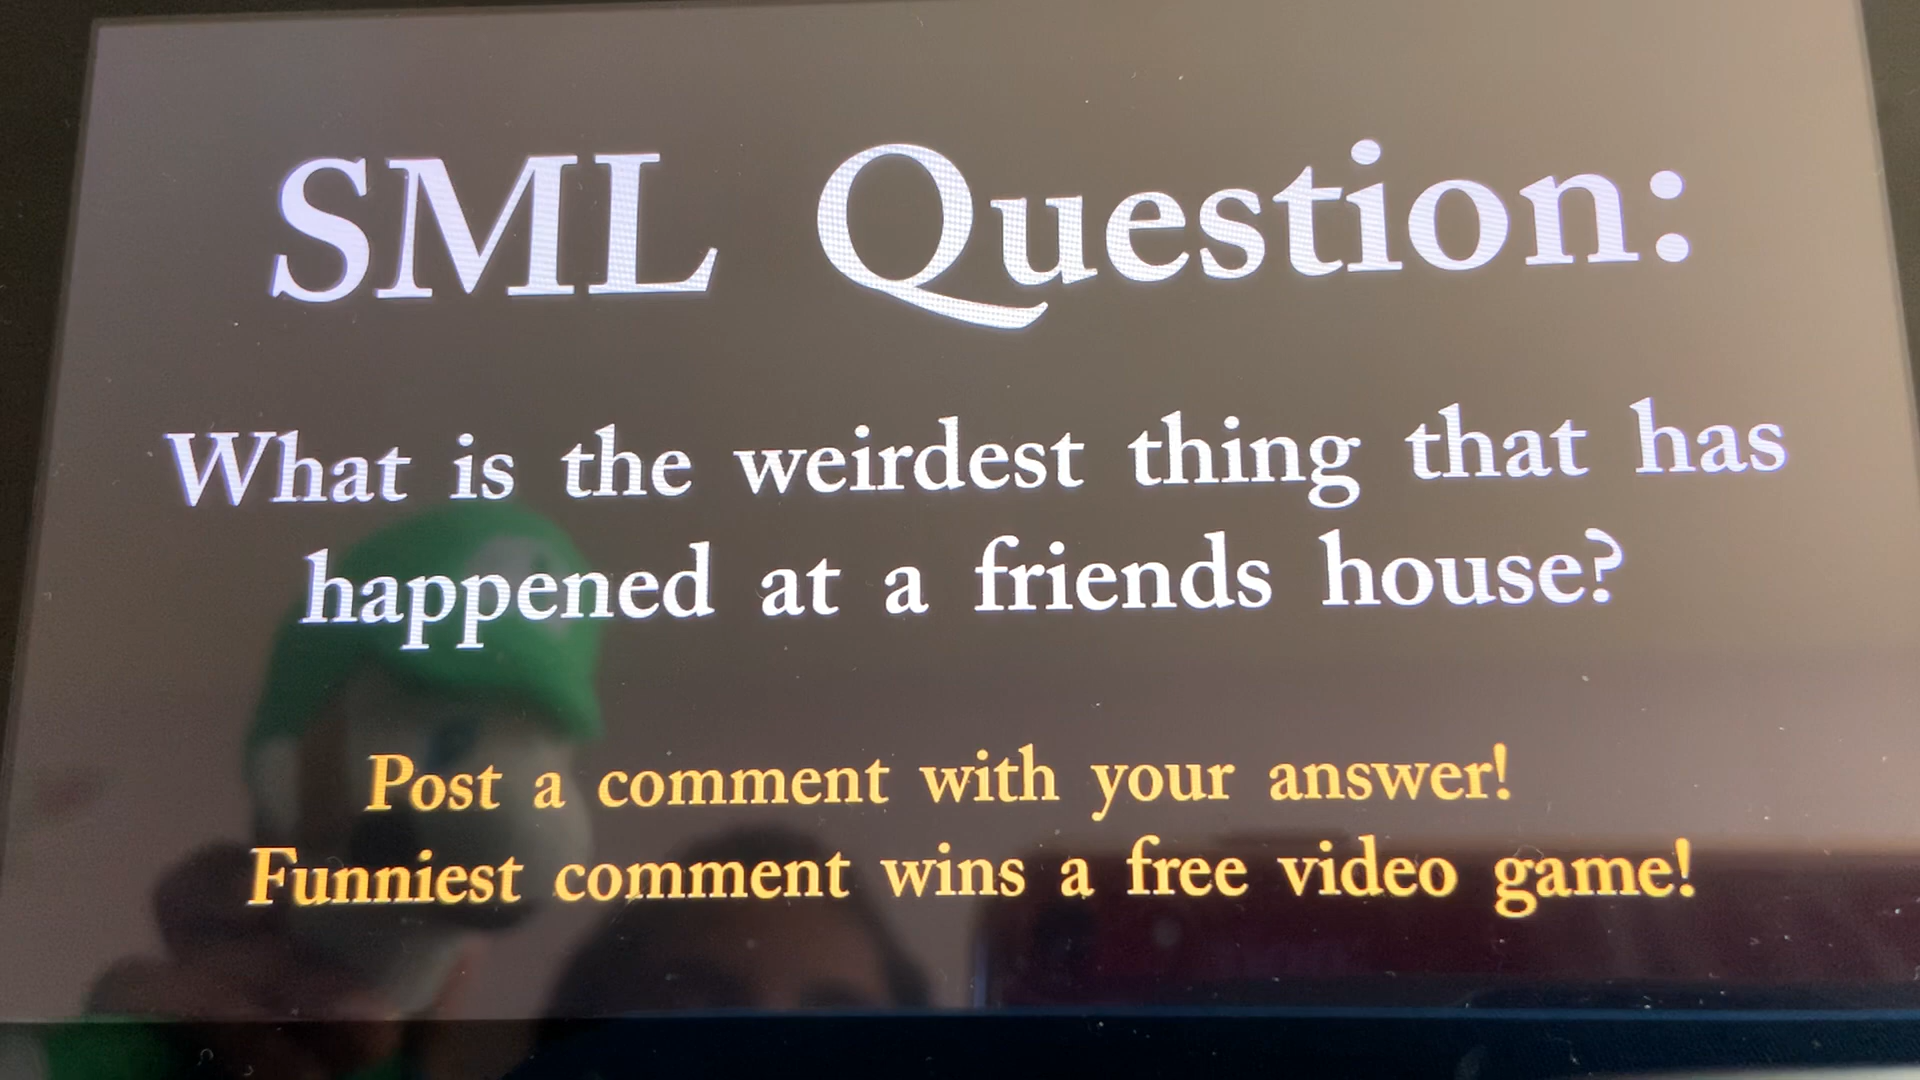 SML Question:
What is the weirdest thing that has
happened at a friends house?
Post a comment with your answer!
Funniest comment wins a free video game!